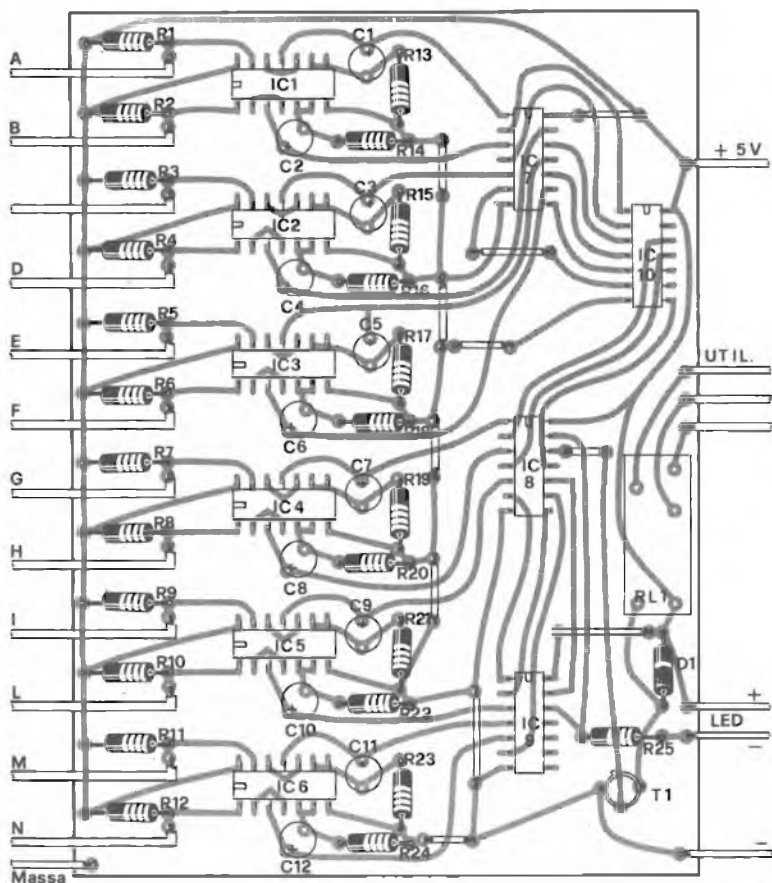 R1
C1
R13
A
IC1
R2
B
C2
R14
IC
7
+ 5V
R3
C3
R15
IC2
R4
IC
10
D
C4
R5
C5
R17
E
IC3
UTIL.
R6
F
C6
R7
C7
IC
8
G
R19
IC4
R8
H
R20
C8
R9
C9
RL1
I
R21
IC5
R10
D1
L
R22
+
LED
C10
IC
9
R11
C11
R25
–
M
R23
IC6
R12
T1
N
R24
C12
–
Massa